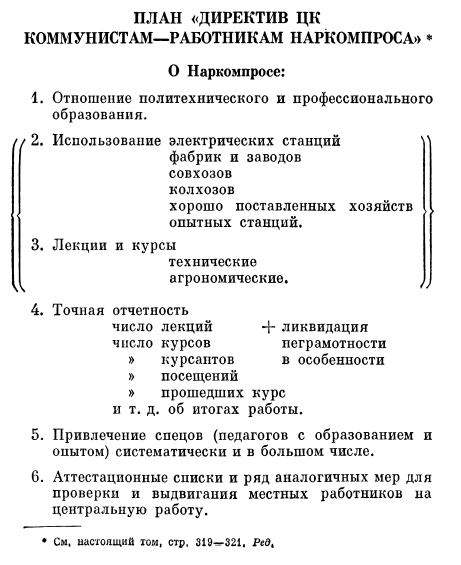 ПЛАН «ДИРЕКТИВ ЦК
КОММУНИСТАМ—РАБОТНИКАМ НАРКОМПРОСА» *
О Наркомпросе:
1. Отношение политехнического и профессионального
образования.
2. Использование электрических станций
фабрик и заводов
совхозов
колхозов
хорошо поставленных хозяйств
опытных станций.
3. Лекции и курсы
технические
агрономические.
4. Точная отчетность
число лекций + ликвидация
число курсов неграмотности
» курсантов в особенности
» посещений
» прошедших курс
и т. д. об итогах работы.
5. Привлечение спецов (педагогов с образованием и
опытом) систематически и в большом числе.
6. Аттестационные списки и ряд аналогичных мер для
проверки и выдвигания местных работников на
центральную работу.
* См. настоящий том, стр. 319—321. Ред.